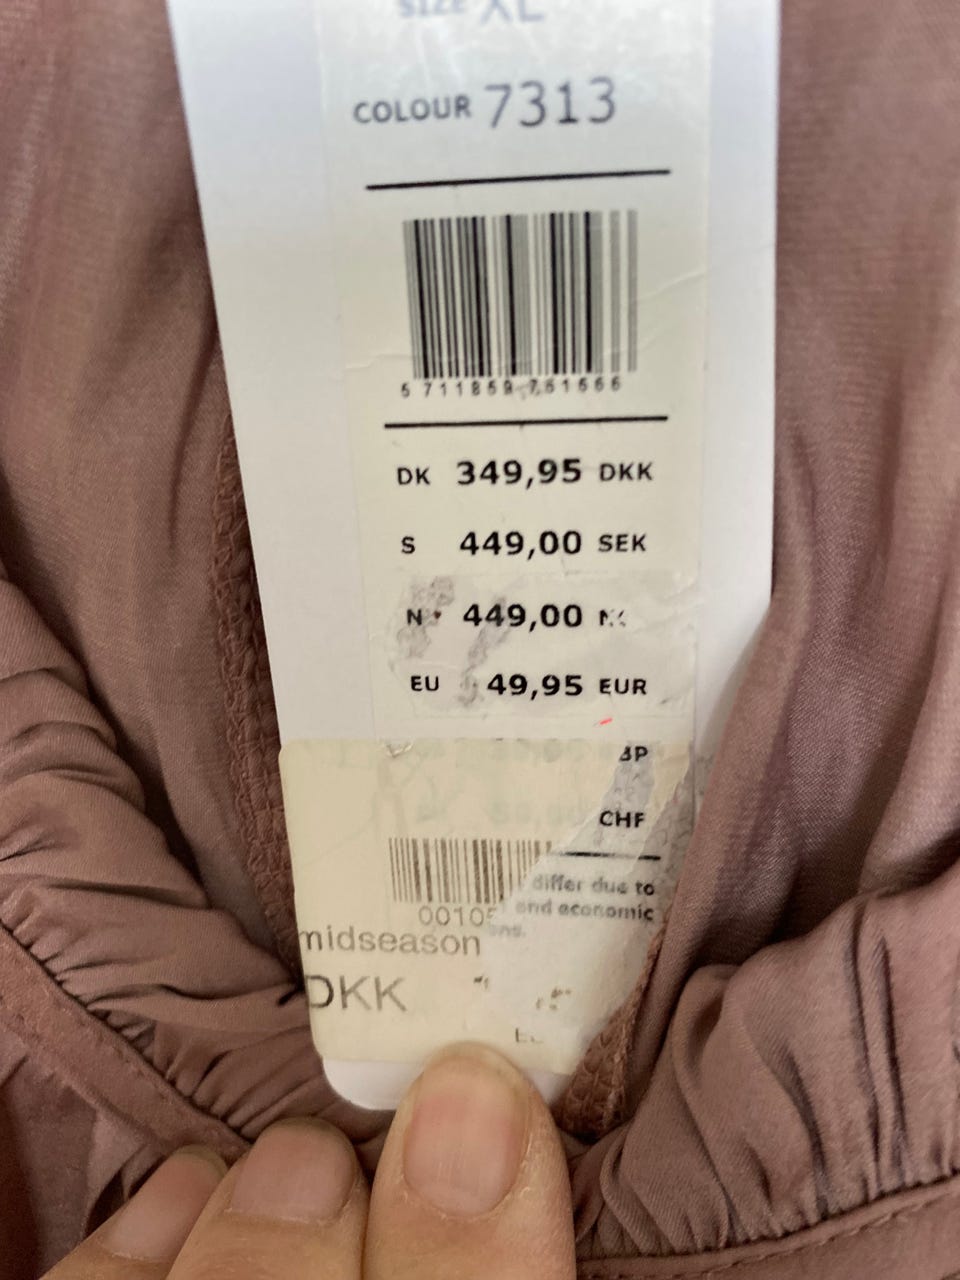 SIZE XL
COLOUR 7313
5 711859 761666
DK 349,95 DKK
S 449,00 SEK
N 449,00
EU 49,95 EUR
CHF
differ due to
and economic
midseason
DKK